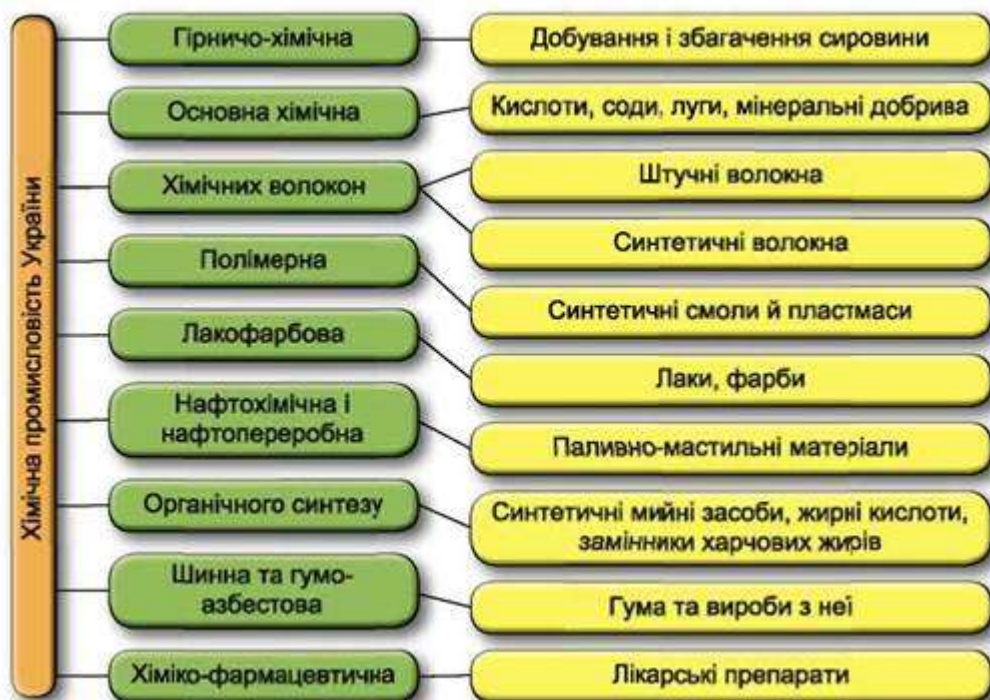 Хімічна промисловість України
Гірничо-хімічна
Добування і збагачення сировини
Основна хімічна
Кислоти, соди, луги, мінеральні добрива
Хімічних волокон
Штучні волокна
Синтетичні волокна
Полімерна
Синтетичні смоли й пластмаси
Лакофарбова
Лаки, фарби
Нафтохімічна і
нафтопереробна
Паливно-мастильні матеріали
Органічного синтезу
Синтетичні мийні засоби, жирні кислоти,
замінники харчових жирів
Шинна та гумо-
азбестова
Гума та вироби з неї
Хіміко-фармацевтична
Лікарські препарати